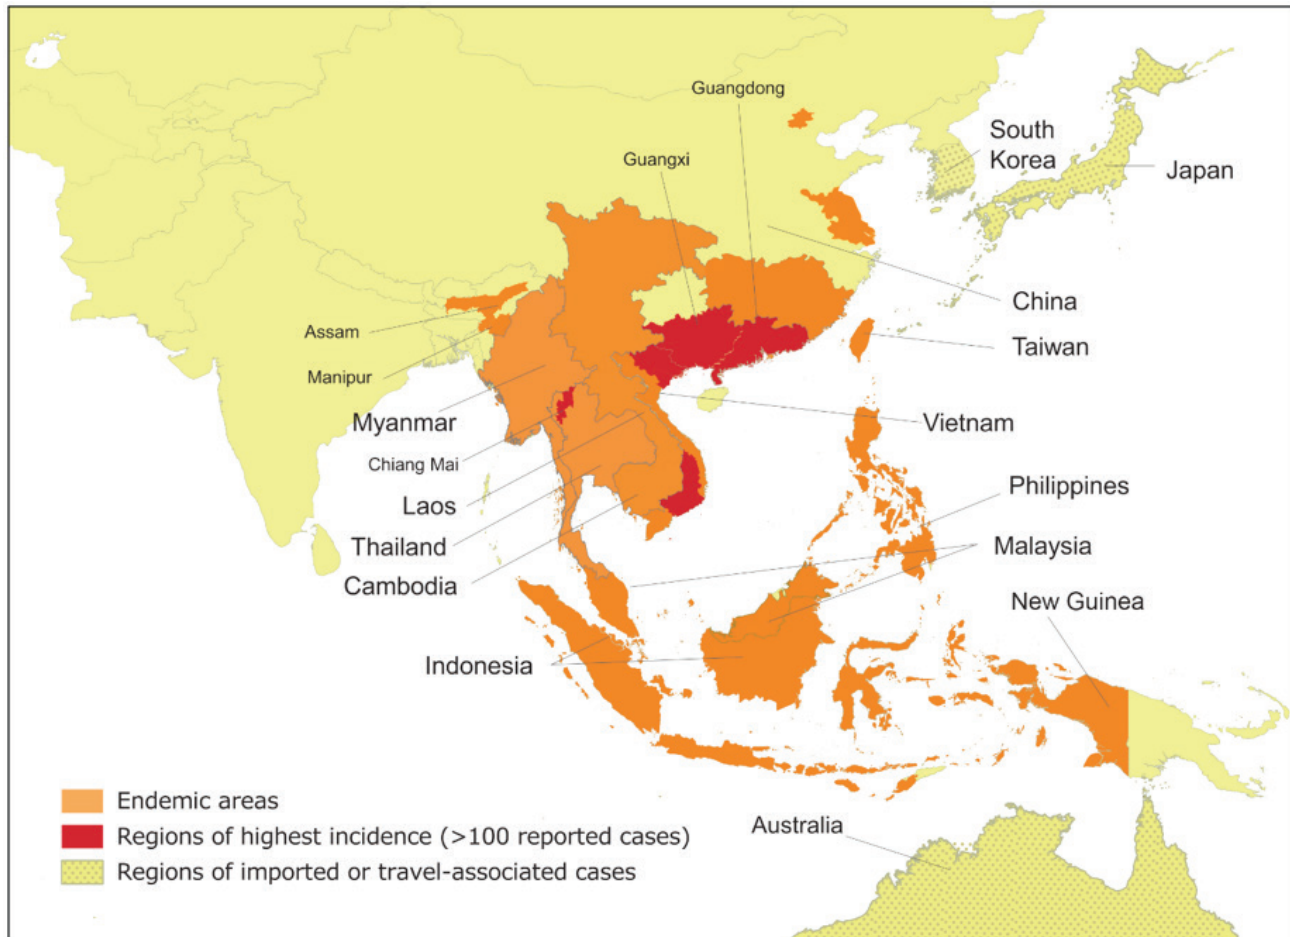 Guangdong
South
Korea
Guangxi
Japan
China
Assam
Taiwan
Manipur
Myanmar
Vietnam
Chiang Mai
Philippines
Laos
Thailand
Malaysia
Cambodia
New Guinea
Indonesia
Endemic areas
Australia
Regions of highest incidence (>100 reported cases)
Regions of imported or travel-associated cases